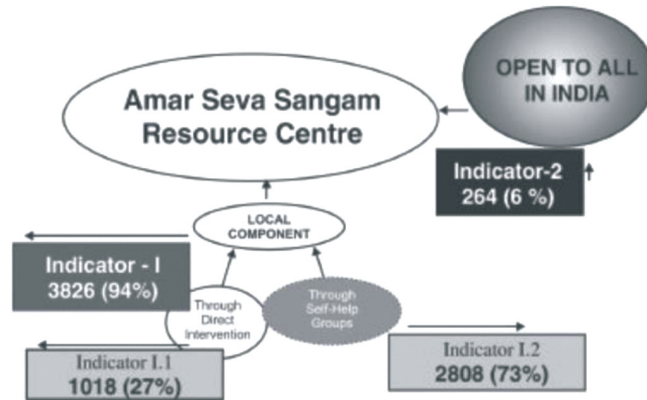 OPEN TO ALL
IN INDIA
Amar Seva Sangam
Resource Centre
Indicator-2
264 (6 %)
LOCAL
COMPONENT
Indicator - I
3826 (94%)
Through
Direct
Intervention
Through
Self-Help
Groups
Indicator I.1
1018 (27%)
Indicator I.2
2808 (73%)